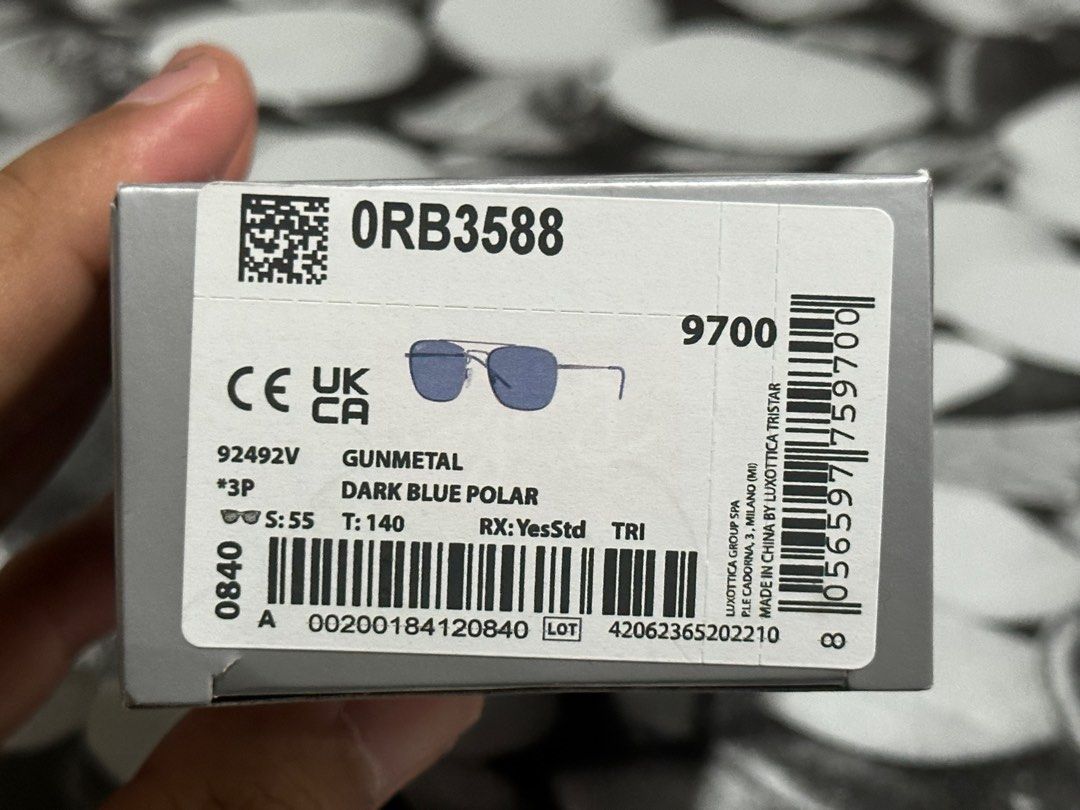 0RB3588
9700
CE UK
CA
92492V GUNMETAL
*3P DARK BLUE POLAR
S: 55 T: 140 RX: YesStd TRI
0840
A 00200184120840 LOT 42062365202210
LUXOTTICA GROUP SPA
P.LE CADORNA, 3, MILANO (MI)
MADE IN CHINA BY LUXOTTICA TRISTAR
8 056597 759700